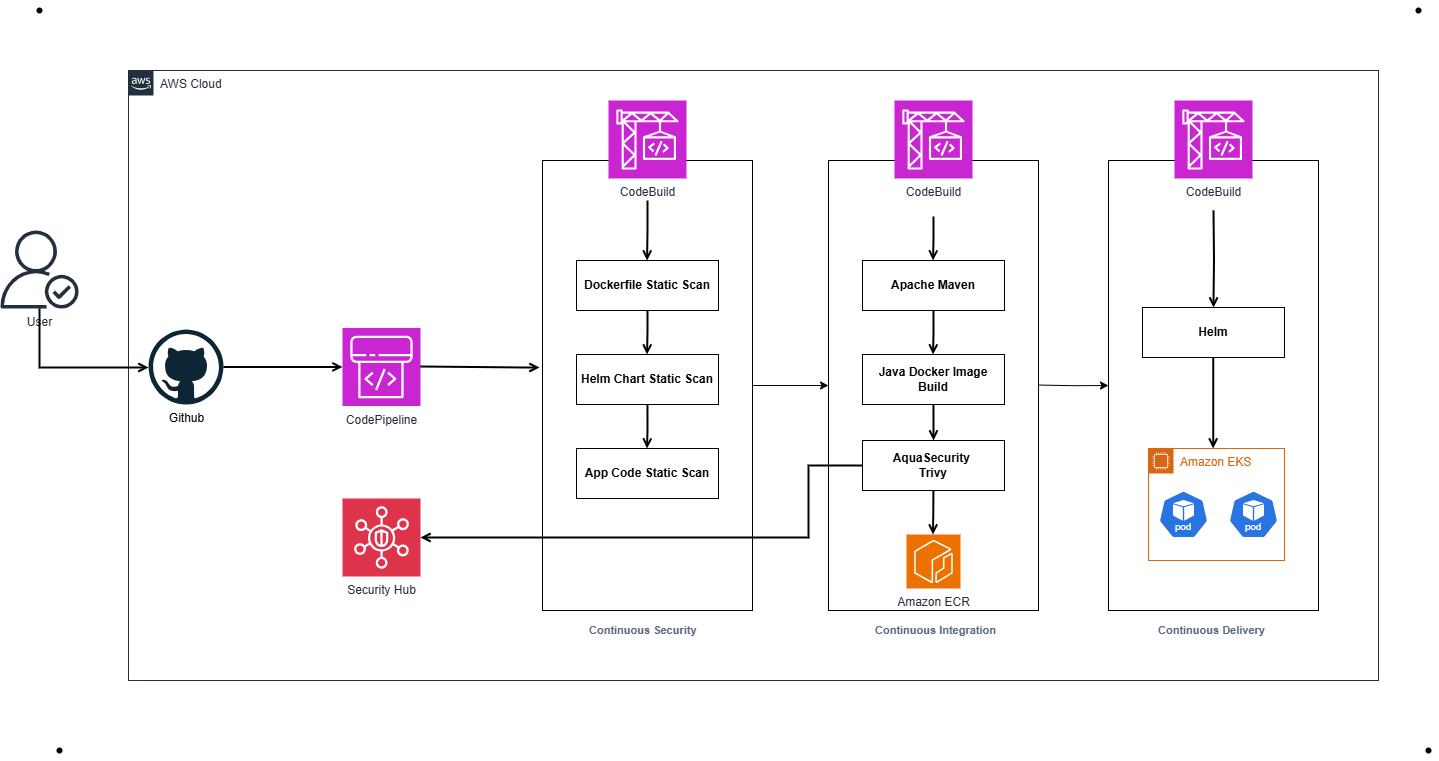 aws
AWS Cloud
CodeBuild
CodeBuild
CodeBuild
Dockerfile Static Scan
Apache Maven
User
Helm
Java Docker Image
Build
Helm Chart Static Scan
Github
CodePipeline
AquaSecurity
Trivy
App Code Static Scan
Amazon EKS
pod
pod
Security Hub
Amazon ECR
Continuous Security
Continuous Integration
Continuous Delivery